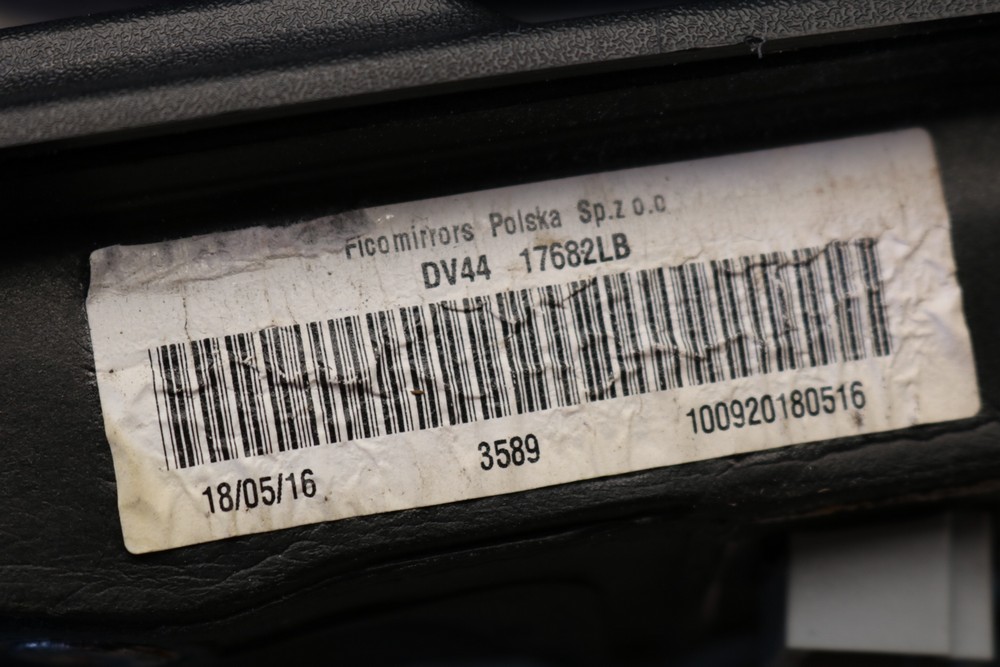 Ficomirrors Polska Sp.z o.o
DV44 17682LB
18/05/16 3589 100920180516